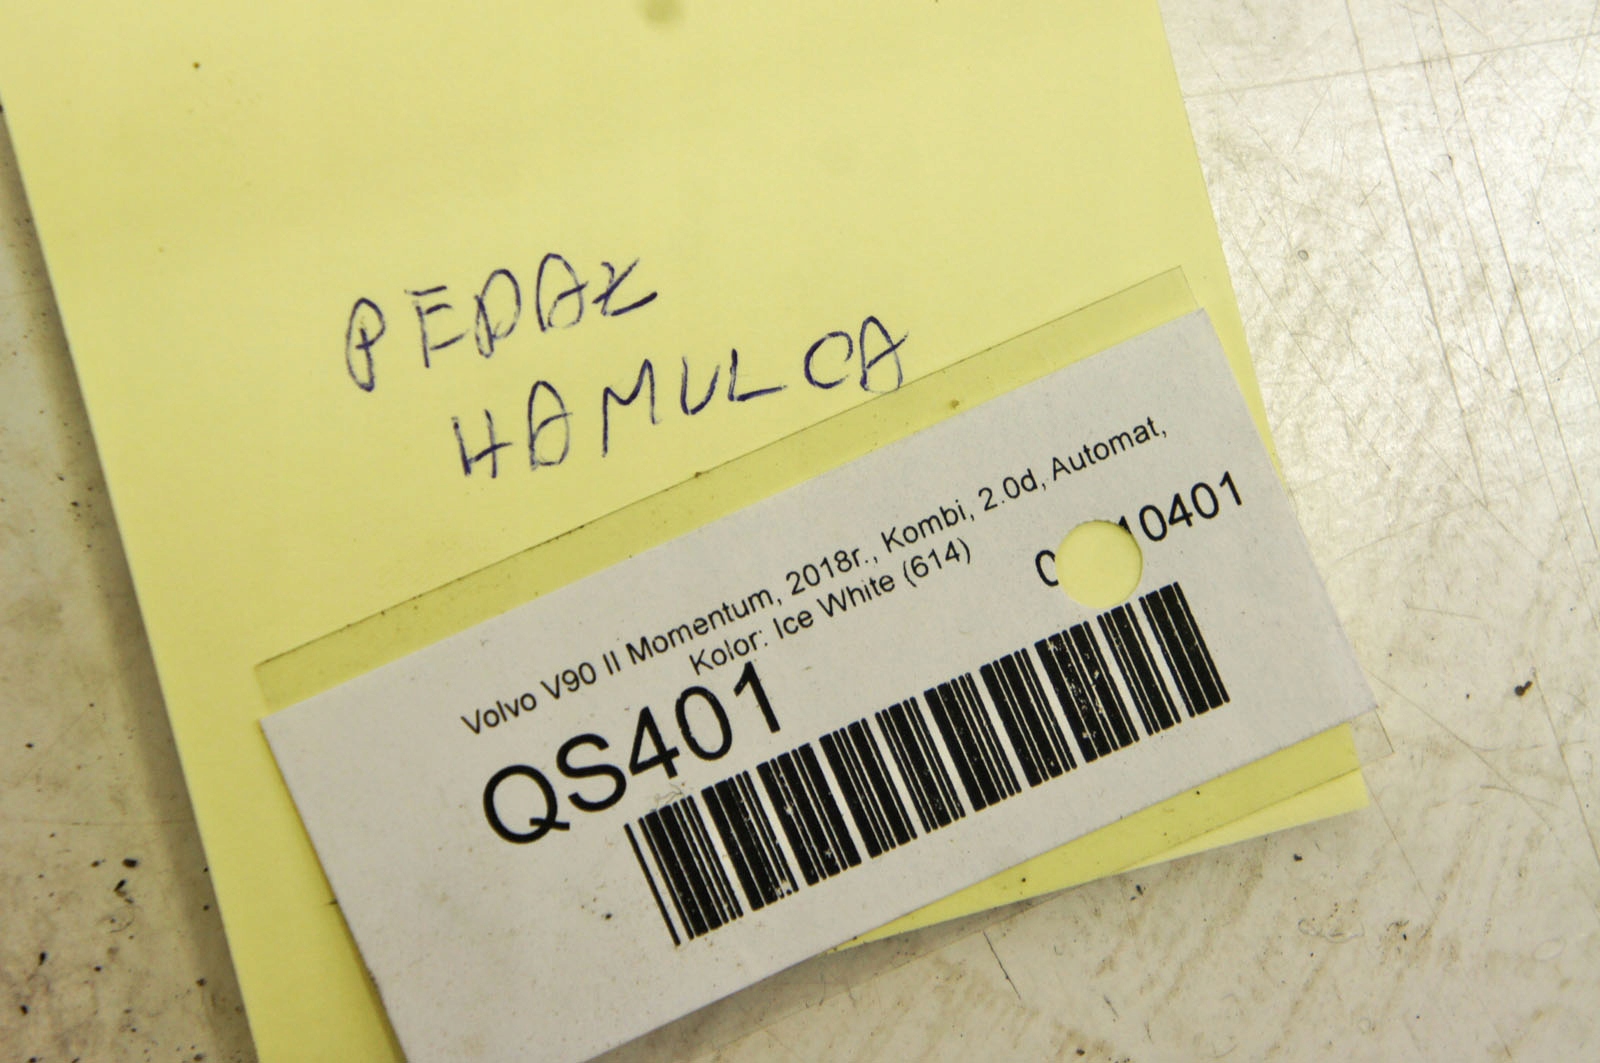 PEDAŁ
HAMULCA
Volvo V90 II Momentum, 2018r., Kombi, 2.0d, Automat,
Kolor: Ice White (614)
QS401